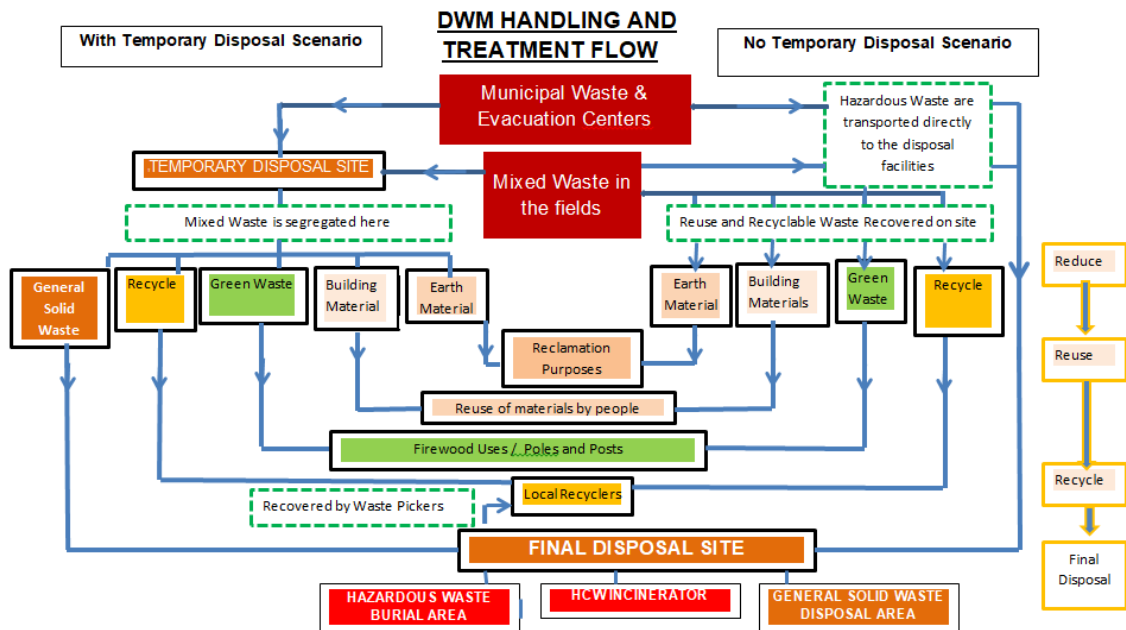 DWM HANDLING AND
TREATMENT FLOW
With Temporary Disposal Scenario
No Temporary Disposal Scenario
Municipal Waste &
Evacuation Centers
Hazardous Waste are
transported directly
to the disposal
facilities
TEMPORARY DISPOSAL SITE
Mixed Waste in
the fields
Mixed Waste is segregated here
Reuse and Recyclable Waste Recovered on site
General
Solid
Waste
Recycle
Green Waste
Building
Material
Earth
Material
Earth
Material
Building
Materials
Green
Waste
Recycle
Reduce
Reclamation
Purposes
Reuse
Reuse of materials by people
Firewood Uses / Poles and Posts
Local Recyclers
Recycle
Recovered by Waste Pickers
FINAL DISPOSAL SITE
Final
Disposal
HAZARDOUS WASTE
BURIAL AREA
HCWINCINERATOR
GENERAL SOLID WASTE
DISPOSAL AREA